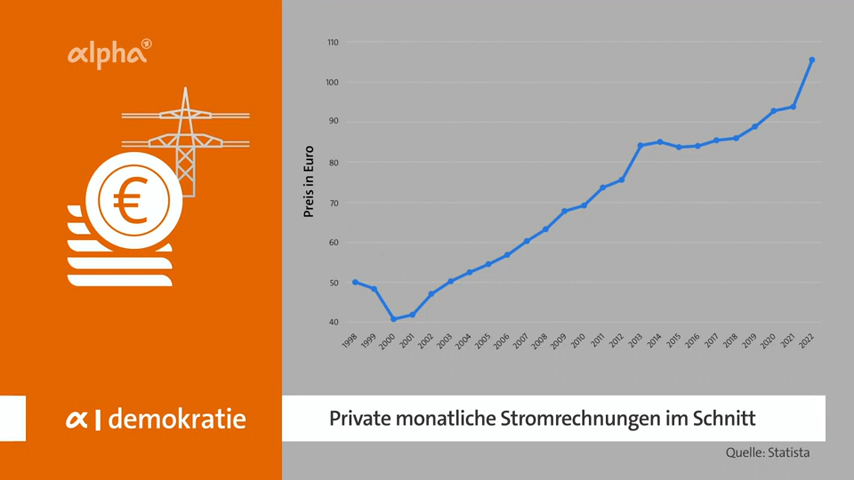 alpha
€
α | demokratie
Preis in Euro
110
100
90
80
70
60
50
40
1998 1999 2000 2001 2002 2003 2004 2005 2006 2007 2008 2009 2010 2011 2012 2013 2014 2015 2016 2017 2018 2019 2020 2021 2022
Private monatliche Stromrechnungen im Schnitt
Quelle: Statista